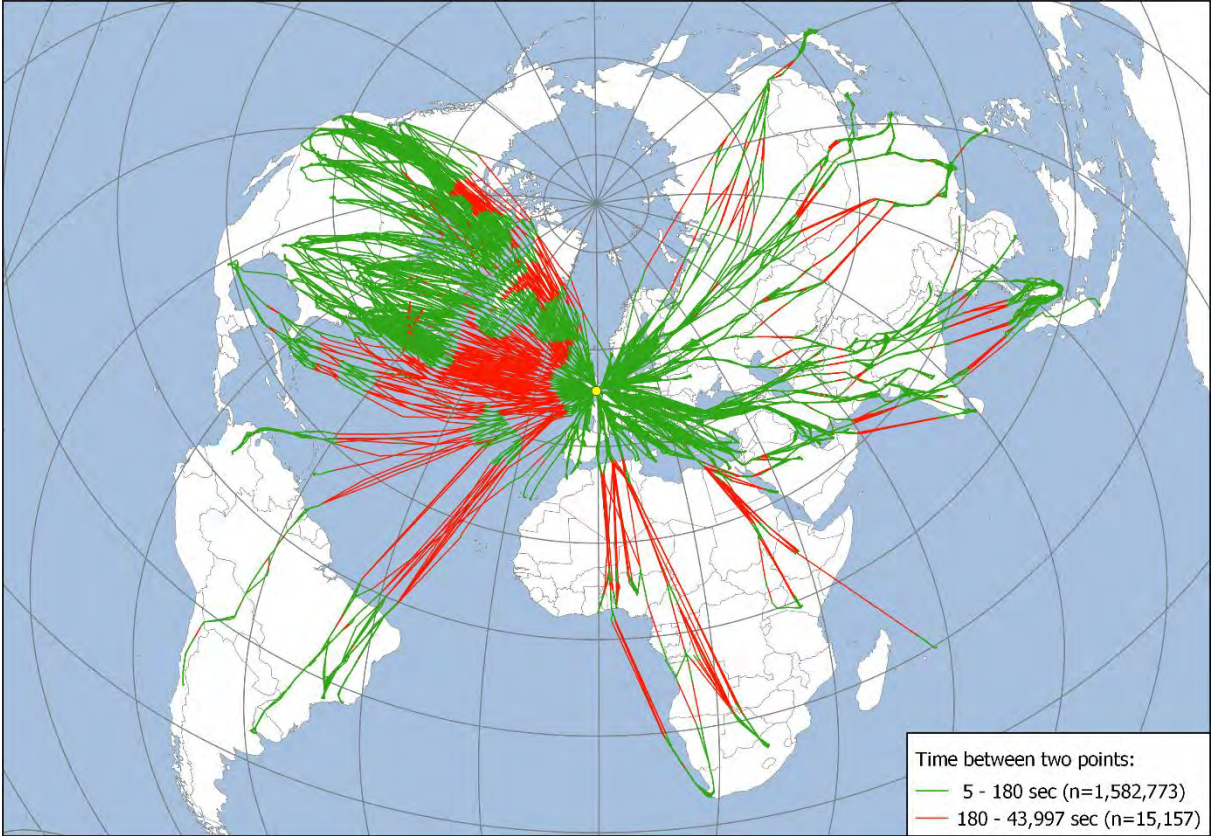 Time between two points:
5 - 180 sec (n=1,582,773)
180 - 43,997 sec (n=15,157)